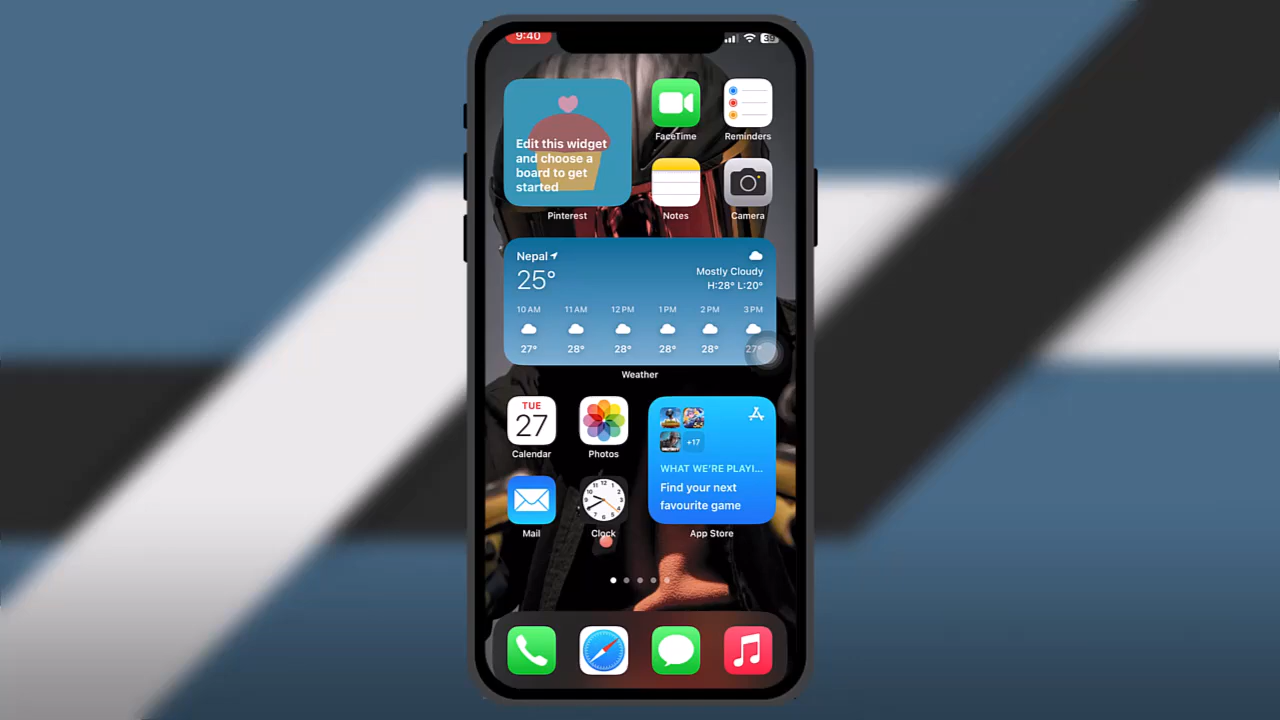 9:40
39
Edit this widget
and choose a
board to get
started
Pinterest
FaceTime
Reminders
Notes
Camera
Nepal
25°
Mostly Cloudy
H:28° L:20°
10 AM 11 AM 12 PM 1 PM 2 PM 3 PM
27° 28° 28° 28° 28° 27°
Weather
TUE
27
Calendar
Photos
+17
WHAT WE'RE PLAYI...
Find your next
favourite game
Mail
Clock
App Store